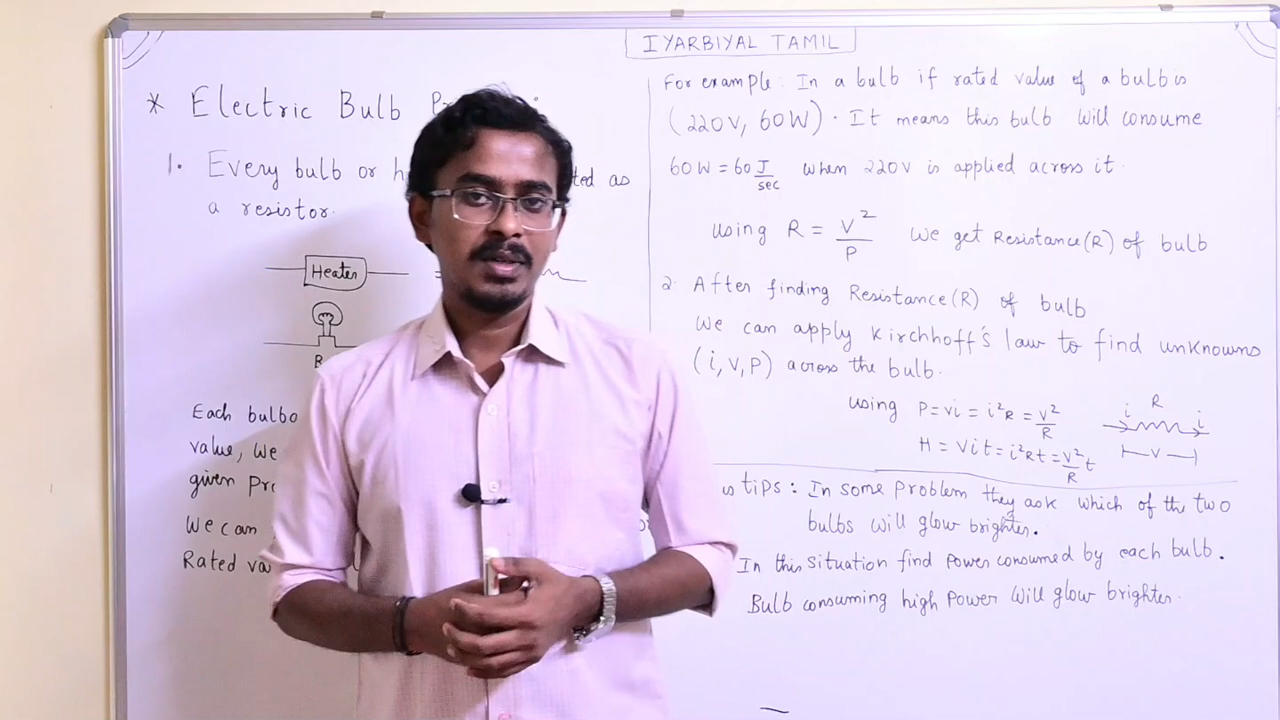 IYARBIYAL TAMIL
* Electric Bulb
1. Every bulb or as
a resistor.
Heater
R
Each bulb
value, we
given
We can
Rated
For example: In a bulb if rated value of a bulb is
(220V, 60W). It means this bulb will consume
60W = 60 J/sec when 220V is applied across it.
using R = V²/P We get Resistance(R) of bulb
2. After finding Resistance(R) of bulb
We can apply Kirchhoff's law to find unknowns
(i, V, P) across the bulb.
using P = Vi = i²R = V²/R
i R i
H = Vit = i²Rt = V²/R t
V
tips: In some problem they ask which of the two
bulbs will glow brighter.
In this situation find power consumed by each bulb.
Bulb consuming high power will glow brighter.